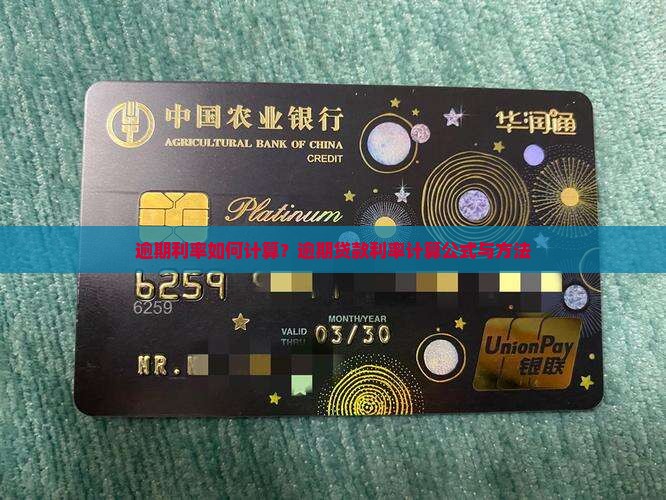 中国农业银行
AGRICULTURAL BANK OF CHINA
CREDIT
华润通
Platinum
逾期利率如何计算？逾期贷款利率计算公式与方法
6259
6259
MONTH/YEAR
VALID THRU 03/30
MR.
UnionPay
银联